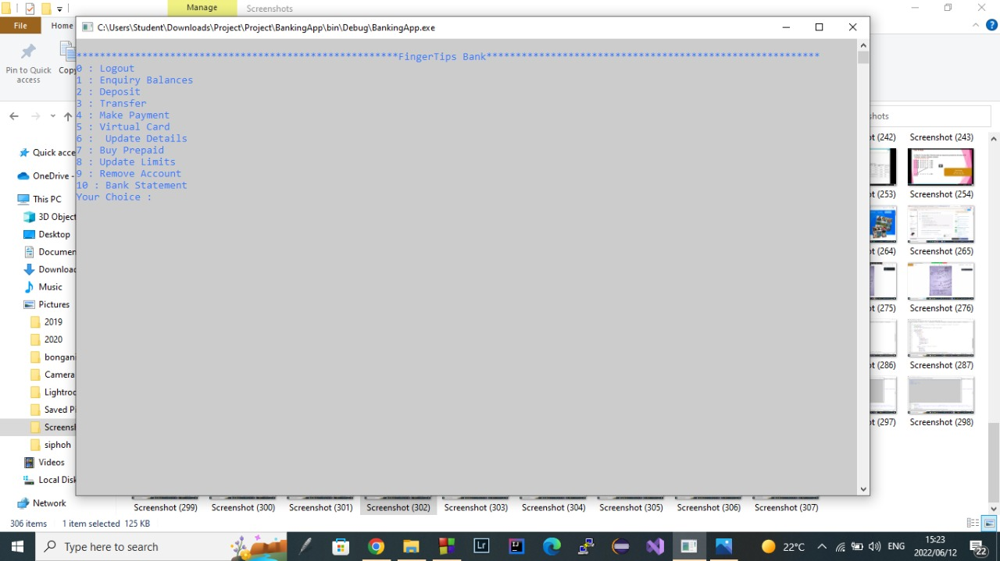 Manage
Screenshots
File
Home
C:\Users\Student\Downloads\Project\Project\BankingApp\bin\Debug\BankingApp.exe
*******************************************************FingerTips Bank*********************************************************
0 : Logout
1 : Enquiry Balances
2 : Deposit
3 : Transfer
4 : Make Payment
5 : Virtual Card
6 :  Update Details
7 : Buy Prepaid
8 : Update Limits
9 : Remove Account
10 : Bank Statement
Your Choice :
Pin to Quick
access
Copy
shots
Quick acce
OneDrive -
This PC
3D Object
Desktop
Documen
Downloa
Music
Pictures
2019
2020
bongan
Camera
Lightroo
Saved P
Screensh
siphoh
Videos
Local Disk
Network
ot (242) Screenshot (243)
ot (253) Screenshot (254)
ot (264) Screenshot (265)
ot (275) Screenshot (276)
ot (286) Screenshot (287)
ot (297) Screenshot (298)
Screenshot (299) Screenshot (300) Screenshot (301) Screenshot (302) Screenshot (303) Screenshot (304) Screenshot (305) Screenshot (306) Screenshot (307)
306 items 1 item selected 125 KB
Type here to search
Lr
IJ
22°C
ENG
15:23
2022/06/12
22